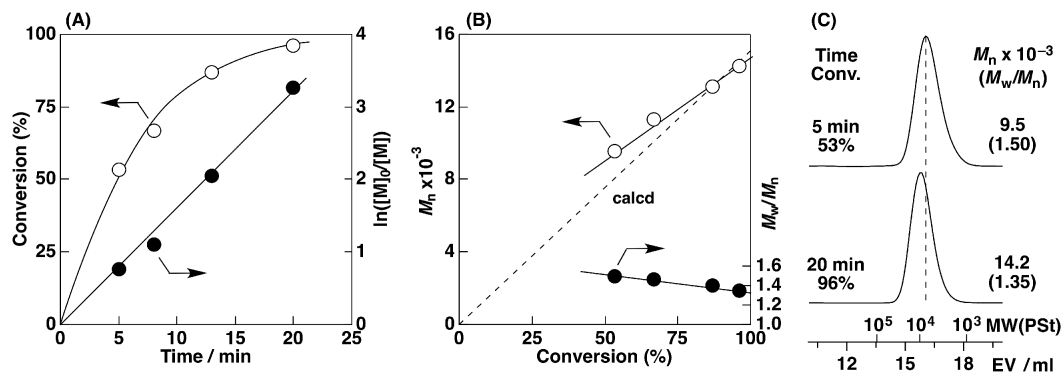 (A)
100
75
50
25
0
Conversion (%)
4
3
2
1
0
ln([M]₀/[M])
0 5 10 15 20 25
Time / min
(B)
16
12
8
4
0
Mn x10⁻³
calcd
1.6
1.4
1.2
1.0
Mw/Mn
0 25 50 75 100
Conversion (%)
(C)
Time
Conv.
Mn x 10⁻³
(Mw/Mn)
5 min
53%
9.5
(1.50)
20 min
96%
14.2
(1.35)
10⁵ 10⁴ 10³ MW(PSt)
12 15 18 EV / ml